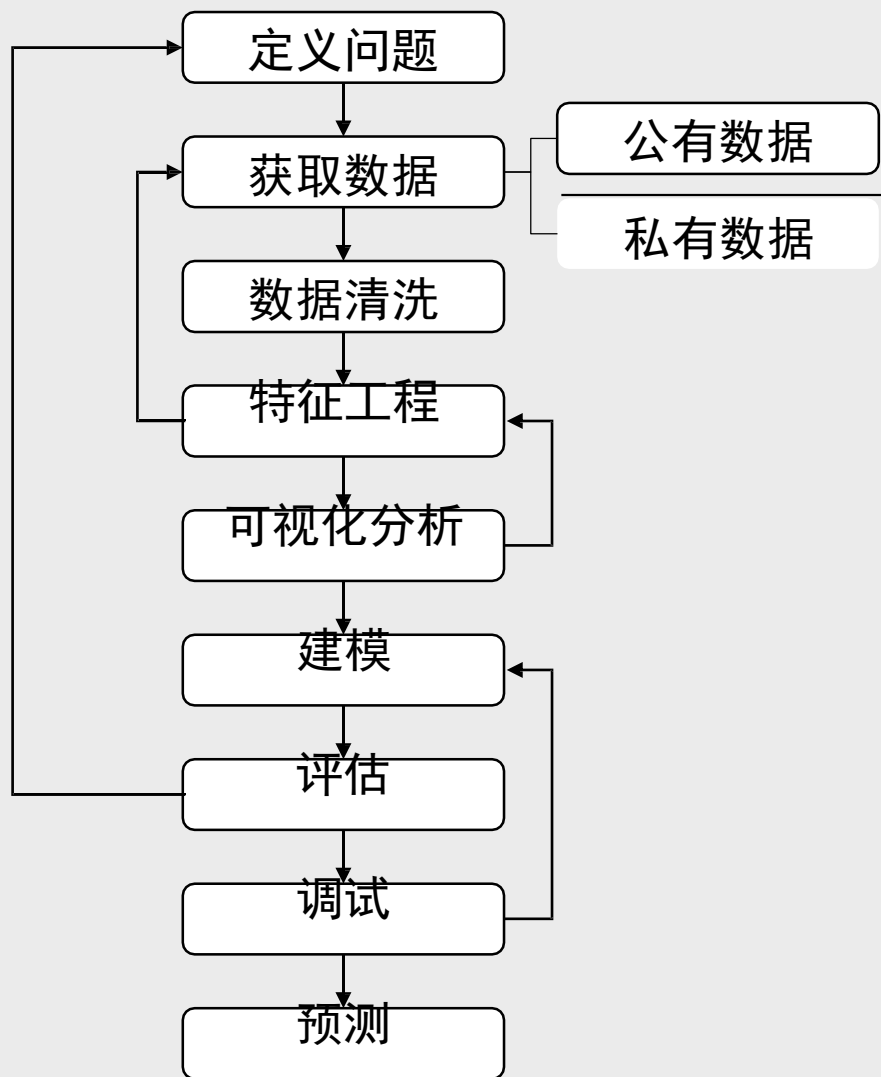 定义问题
获取数据
公有数据
私有数据
数据清洗
特征工程
可视化分析
建模
评估
调试
预测